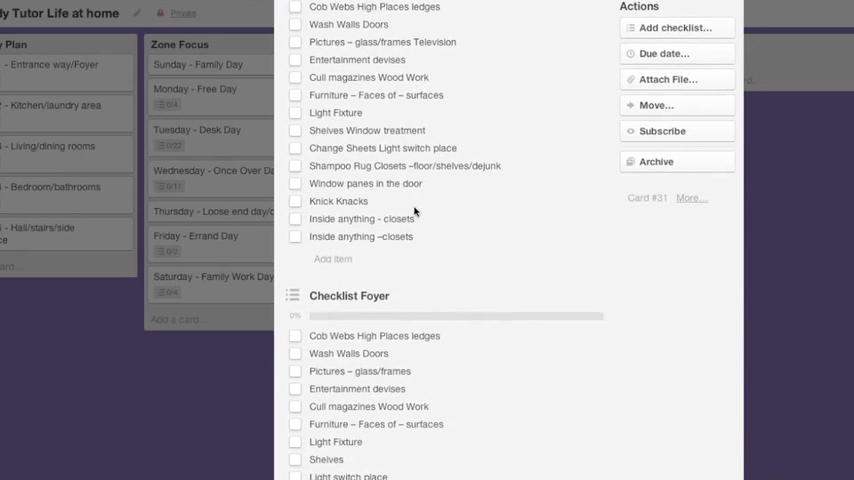 dy Tutor Life at home
Private
y Plan
- Entrance way/Foyer
2 - Kitchen/laundry area
- Living/dining rooms
4 - Bedroom/bathrooms
5 - Hall/stairs/side
ce
card...
Zone Focus
Sunday - Family Day
Monday - Free Day
0/4
Tuesday - Desk Day
0/22
Wednesday - Once Over Da
0/11
Thursday - Loose end day/c
Friday - Errand Day
0/2
Saturday - Family Work Day
0/4
Add a card...
Cob Webs High Places ledges
Wash Walls Doors
Pictures – glass/frames Television
Entertainment devises
Cull magazines Wood Work
Furniture – Faces of – surfaces
Light Fixture
Shelves Window treatment
Change Sheets Light switch place
Shampoo Rug Closets –floor/shelves/dejunk
Window panes in the door
Knick Knacks
Inside anything - closets
Inside anything –closets
Add item
Checklist Foyer
0%
Cob Webs High Places ledges
Wash Walls Doors
Pictures – glass/frames
Entertainment devises
Cull magazines Wood Work
Furniture – Faces of – surfaces
Light Fixture
Shelves
Light switch place
Actions
Add checklist...
Due date...
Attach File...
Move...
Subscribe
Archive
Card #31 More...